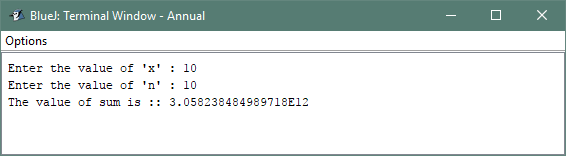 BlueJ: Terminal Window - Annual
Options
Enter the value of 'x' : 10
Enter the value of 'n' : 10
The value of sum is :: 3.058238484989718E12